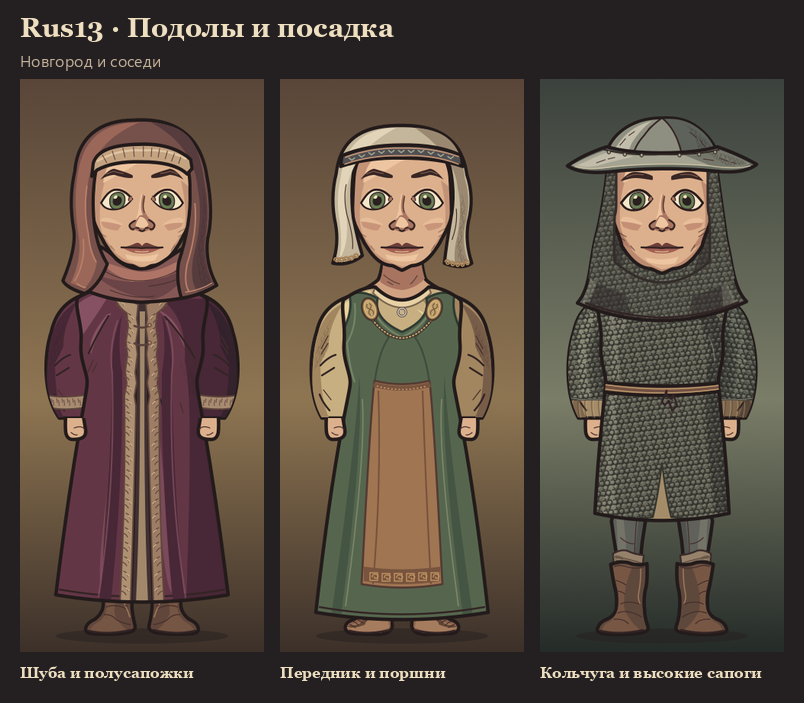 Rus13 · Подолы и посадка
Новгород и соседи
Шуба и полусапожки
Передник и поршни
Кольчуга и высокие сапоги